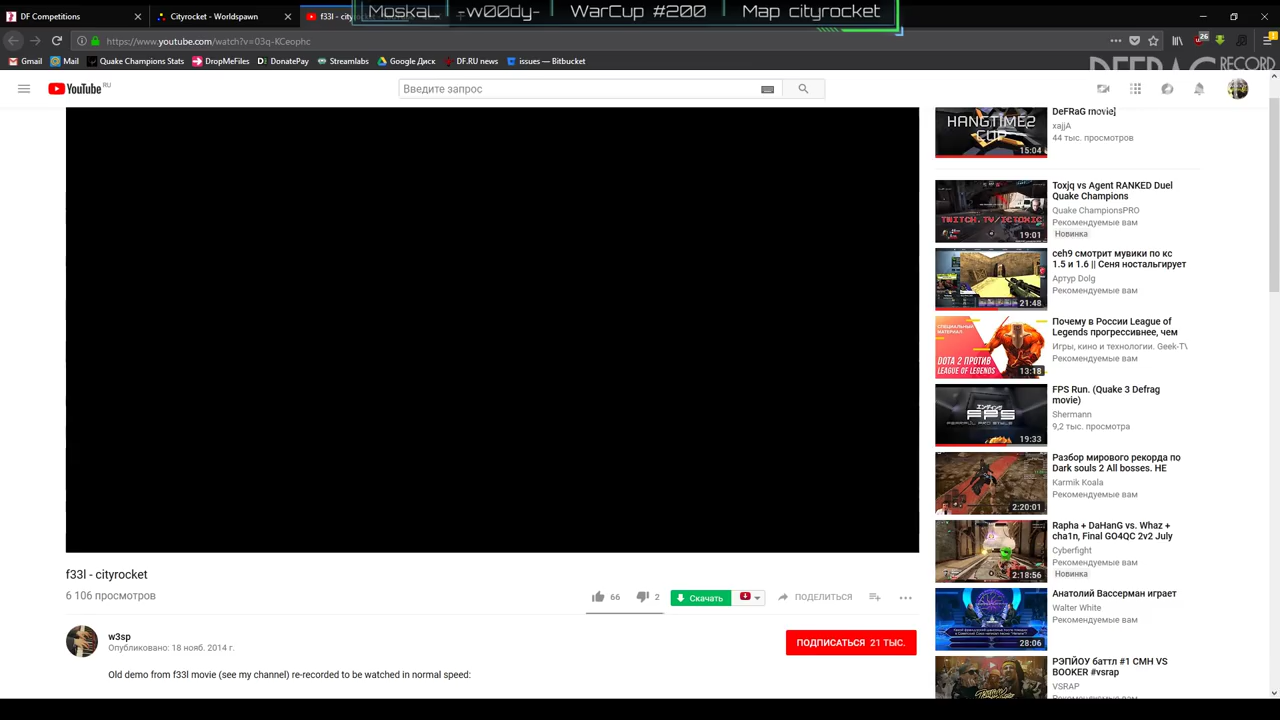 DF Competitions
Cityrocket - Worldspawn
f33l - city
Moskal
-w00dy-
WarCup #200
Map cityrocket
https://www.youtube.com/watch?v=03q-KCeophc
26
Gmail
Mail
Quake Champions Stats
DropMeFiles
DonatePay
Streamlabs
Google Диск
DF.RU news
issues — Bitbucket
DEFRAG RECORD
YouTube RU
Введите запрос
HANGTIME2
CUP
15:04
DeFRaG movie]
xajjA
44 тыс. просмотров
TWITCH.TV/ICTOXIC
19:01
Toxjq vs Agent RANKED Duel
Quake Champions
Quake ChampionsPRO
Рекомендуемые вам
Новинка
21:48
ceh9 смотрит мувики по кс
1.5 и 1.6 || Сеня ностальгирует
Артур Dolg
Рекомендуемые вам
СПЕЦИАЛЬНЫЙ
МАТЕРИАЛ
DOTA 2 ПРОТИВ
LEAGUE OF LEGENDS
13:18
Почему в России League of
Legends прогрессивнее, чем
Игры, кино и технологии. Geek-TV
Рекомендуемые вам
FPS
19:33
FPS Run. (Quake 3 Defrag
movie)
Shermann
9,2 тыс. просмотра
2:20:01
Разбор мирового рекорда по
Dark souls 2 All bosses. НЕ
Karmik Koala
Рекомендуемые вам
2:18:56
Rapha + DaHanG vs. Whaz +
cha1n, Final GO4QC 2v2 July
Cyberfight
Рекомендуемые вам
Новинка
28:06
Анатолий Вассерман играет
Walter White
Рекомендуемые вам
РЭПЙОУ баттл #1 СМН VS
BOOKER #vsrap
VSRAP
f33l - cityrocket
6 106 просмотров
66
2
Скачать
ПОДЕЛИТЬСЯ
w3sp
Опубликовано: 18 нояб. 2014 г.
ПОДПИСАТЬСЯ 21 ТЫС.
Old demo from f33l movie (see my channel) re-recorded to be watched in normal speed: